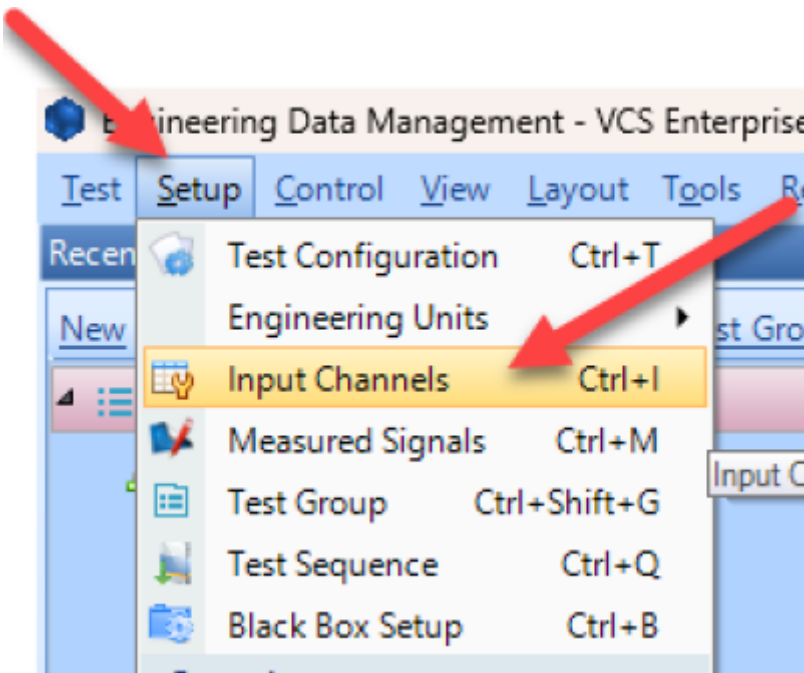 Engineering Data Management - VCS Enterprise
Test Setup Control View Layout Tools
Recen
New st Gro
Test Configuration Ctrl+T
Engineering Units
Input Channels Ctrl+I
Measured Signals Ctrl+M
Input C
Test Group Ctrl+Shift+G
Test Sequence Ctrl+Q
Black Box Setup Ctrl+B